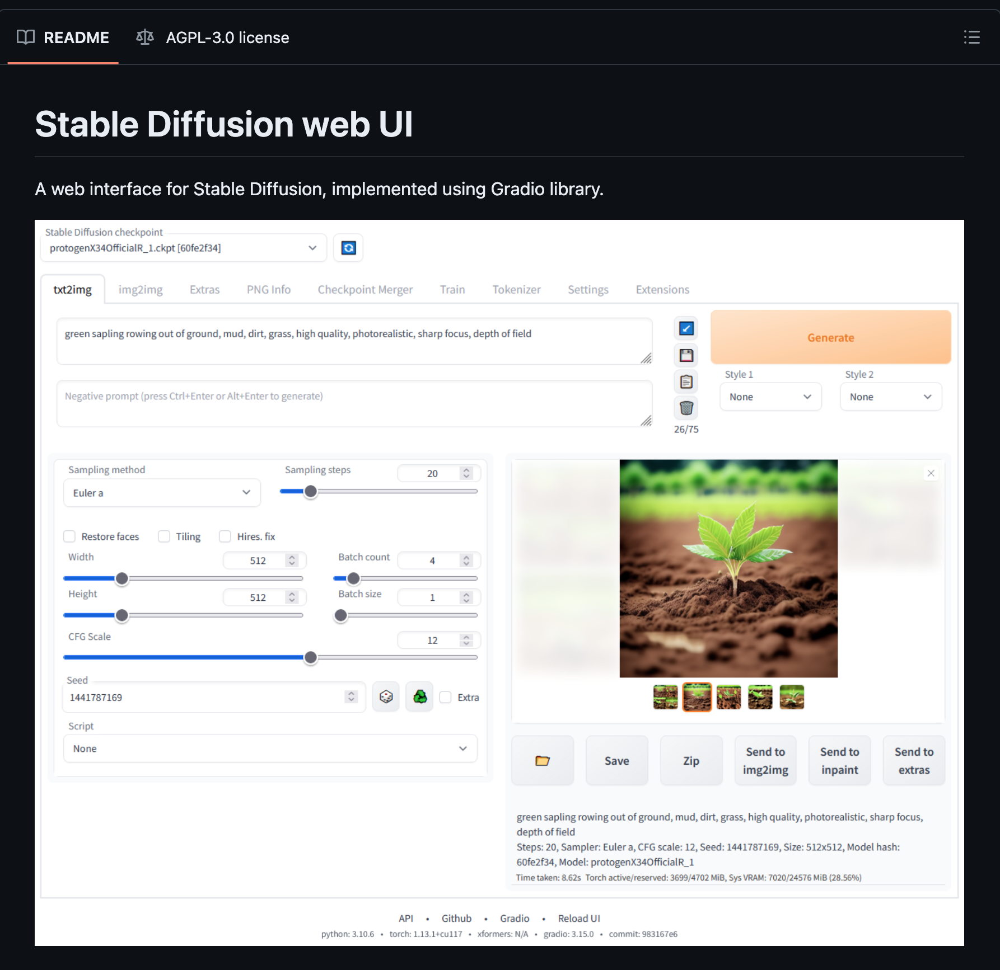 README
AGPL-3.0 license
Stable Diffusion web UI
A web interface for Stable Diffusion, implemented using Gradio library.
Stable Diffusion checkpoint
protogenX34OfficialR_1.ckpt [60fe2f34]
txt2img img2img Extras PNG Info Checkpoint Merger Train Tokenizer Settings Extensions
green sapling rowing out of ground, mud, dirt, grass, high quality, photorealistic, sharp focus, depth of field
Generate
Style 1 Style 2
None None
Negative prompt (press Ctrl+Enter or Alt+Enter to generate)
26/75
Sampling method
Euler a
Sampling steps 20
Restore faces Tiling Hires. fix
Width 512
Batch count 4
Height 512
Batch size 1
CFG Scale 12
Seed
1441787169
Extra
Script
None
Save
Zip
Send to
img2img
Send to
inpaint
Send to
extras
green sapling rowing out of ground, mud, dirt, grass, high quality, photorealistic, sharp focus,
depth of field
Steps: 20, Sampler: Euler a, CFG scale: 12, Seed: 1441787169, Size: 512x512, Model hash:
60fe2f34, Model: protogenX34OfficialR_1
Time taken: 8.62s Torch active/reserved: 3699/4702 MiB, Sys VRAM: 7020/24576 MiB (28.56%)
API • Github • Gradio • Reload UI
python: 3.10.6 • torch: 1.13.1+cu117 • xformers: N/A • gradio: 3.15.0 • commit: 983167e6